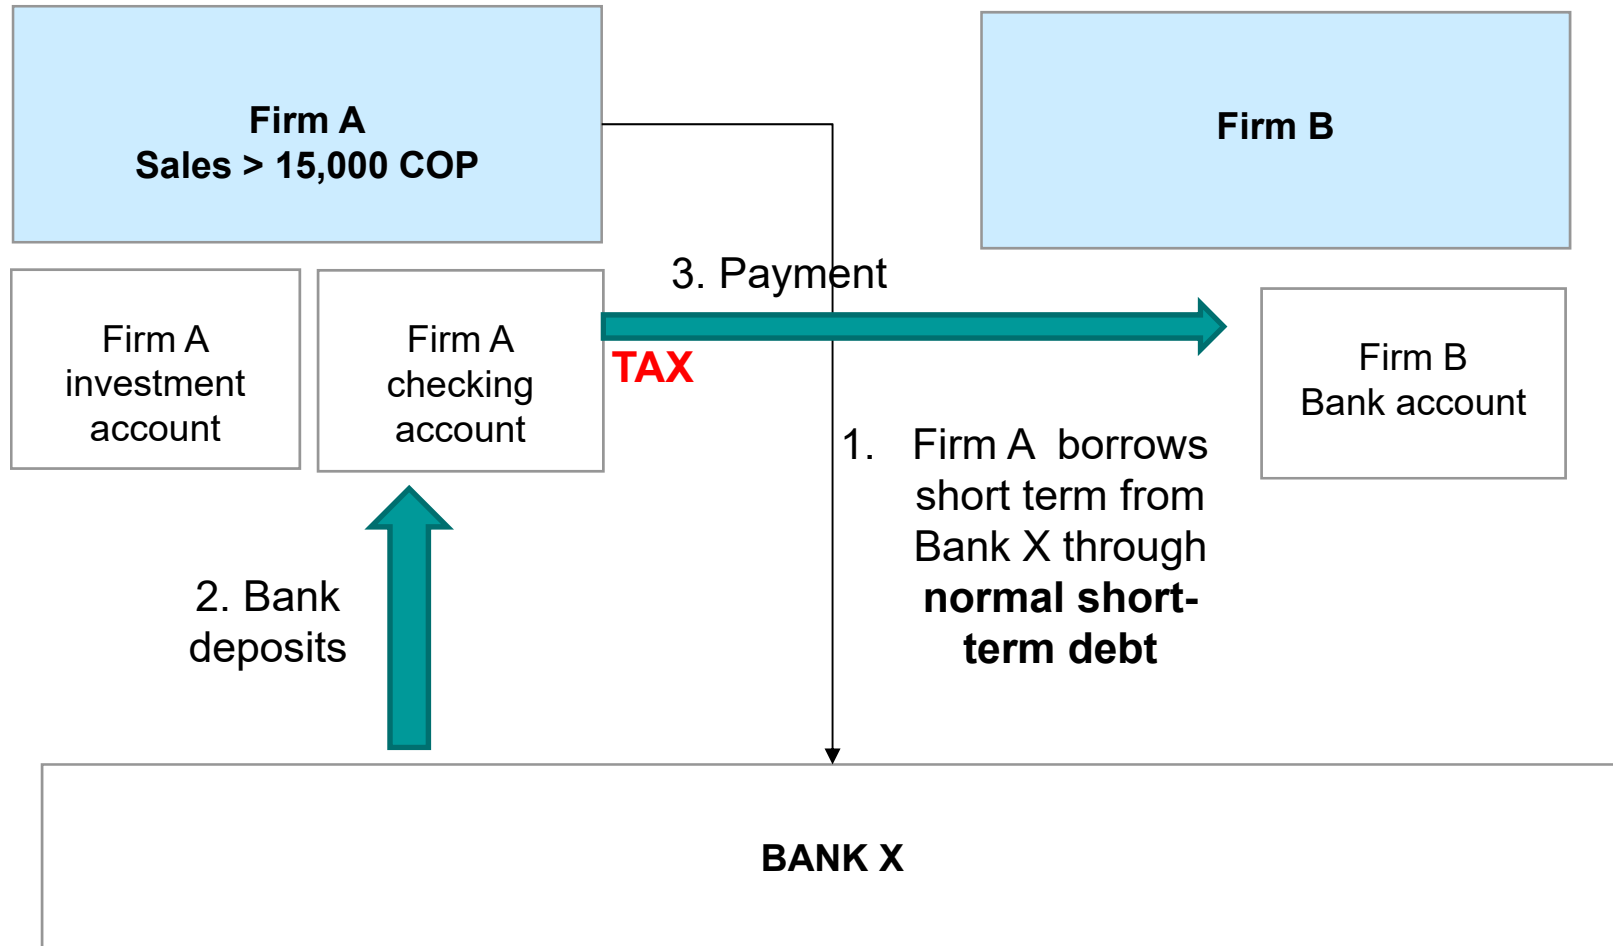 Firm A
Sales > 15,000 COP
Firm B
3. Payment
TAX
Firm A
investment
account
Firm A
checking
account
Firm B
Bank account
1. Firm A borrows
short term from
Bank X through
normal short-
term debt
2. Bank
deposits
BANK X